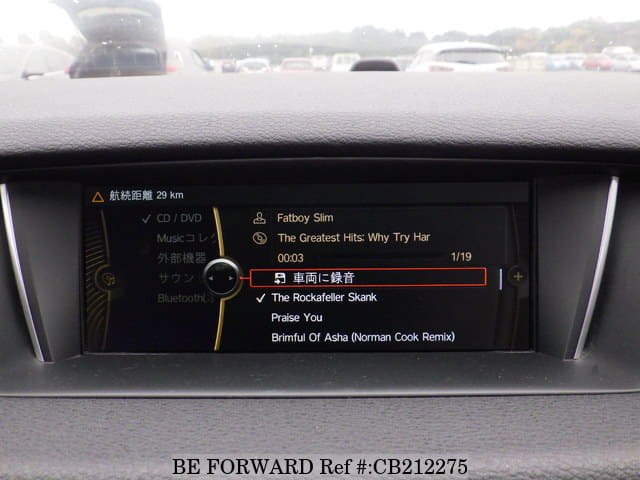 航続距離 29 km
CD / DVD
Musicコレ
外部機器
サウン
Bluetooth(
Fatboy Slim
The Greatest Hits: Why Try Har
00:03 1/19
車両に録音
The Rockafeller Skank
Praise You
Brimful Of Asha (Norman Cook Remix)
BE FORWARD Ref #:CB212275